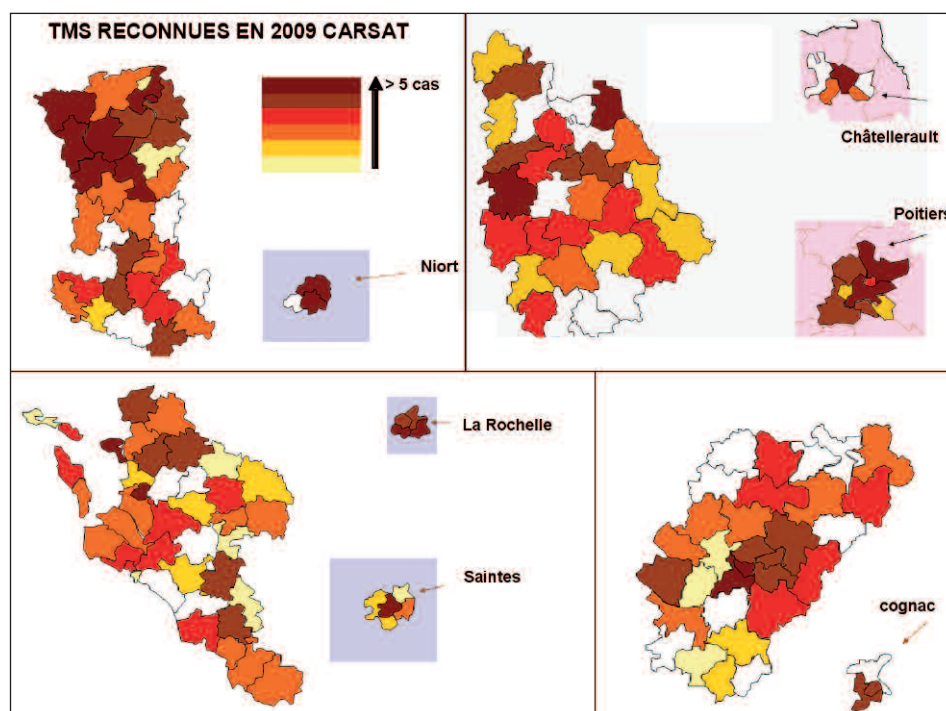 TMS RECONNUES EN 2009 CARSAT
> 5 cas
Châtellerault
Poitiers
Niort
La Rochelle
Saintes
cognac